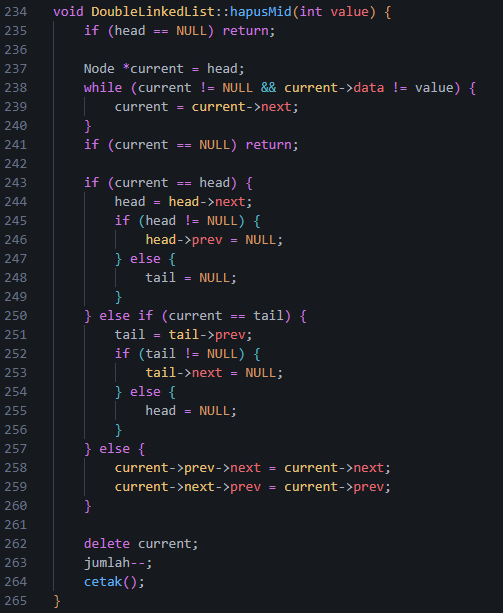 234 void DoubleLinkedList::hapusMid(int value) {
235     if (head == NULL) return;
236
237     Node *current = head;
238     while (current != NULL && current->data != value) {
239         current = current->next;
240     }
241     if (current == NULL) return;
242
243     if (current == head) {
244         head = head->next;
245         if (head != NULL) {
246             head->prev = NULL;
247         } else {
248             tail = NULL;
249         }
250     } else if (current == tail) {
251         tail = tail->prev;
252         if (tail != NULL) {
253             tail->next = NULL;
254         } else {
255             head = NULL;
256         }
257     } else {
258         current->prev->next = current->next;
259         current->next->prev = current->prev;
260     }
261
262     delete current;
263     jumlah--;
264     cetak();
265 }